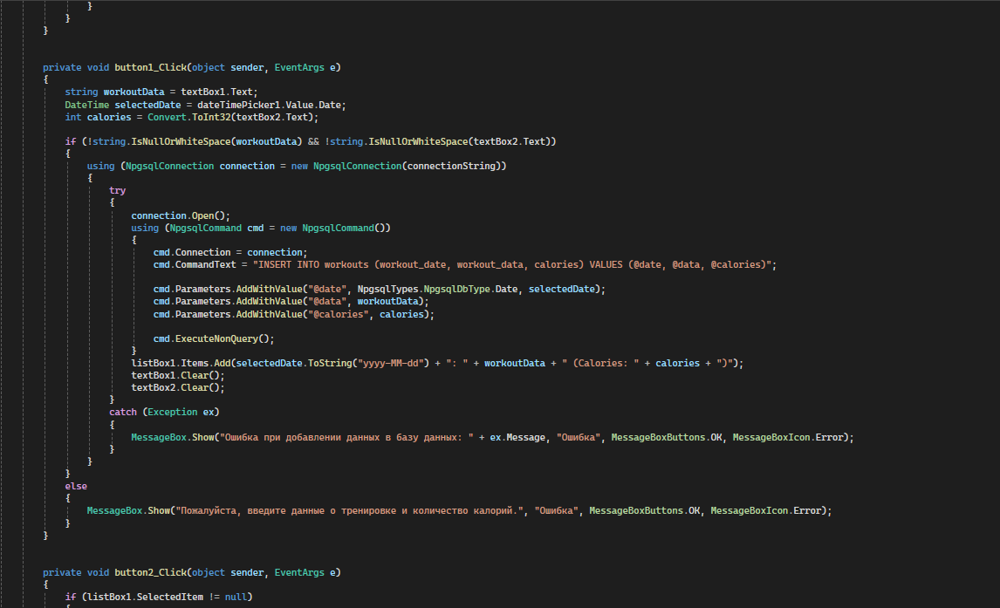 }
}
}
private void button1_Click(object sender, EventArgs e)
{
string workoutData = textBox1.Text;
DateTime selectedDate = dateTimePicker1.Value.Date;
int calories = Convert.ToInt32(textBox2.Text);
if (!string.IsNullOrWhiteSpace(workoutData) && !string.IsNullOrWhiteSpace(textBox2.Text))
{
using (NpgsqlConnection connection = new NpgsqlConnection(connectionString))
{
try
{
connection.Open();
using (NpgsqlCommand cmd = new NpgsqlCommand())
{
cmd.Connection = connection;
cmd.CommandText = "INSERT INTO workouts (workout_date, workout_data, calories) VALUES (@date, @data, @calories)";
cmd.Parameters.AddWithValue("@date", NpgsqlTypes.NpgsqlDbType.Date, selectedDate);
cmd.Parameters.AddWithValue("@data", workoutData);
cmd.Parameters.AddWithValue("@calories", calories);
cmd.ExecuteNonQuery();
}
listBox1.Items.Add(selectedDate.ToString("yyyy-MM-dd") + ": " + workoutData + " (Calories: " + calories + ")");
textBox1.Clear();
textBox2.Clear();
}
catch (Exception ex)
{
MessageBox.Show("Ошибка при добавлении данных в базу данных: " + ex.Message, "Ошибка", MessageBoxButtons.OK, MessageBoxIcon.Error);
}
}
}
else
{
MessageBox.Show("Пожалуйста, введите данные о тренировке и количество калорий.", "Ошибка", MessageBoxButtons.OK, MessageBoxIcon.Error);
}
}
private void button2_Click(object sender, EventArgs e)
{
if (listBox1.SelectedItem != null)
{